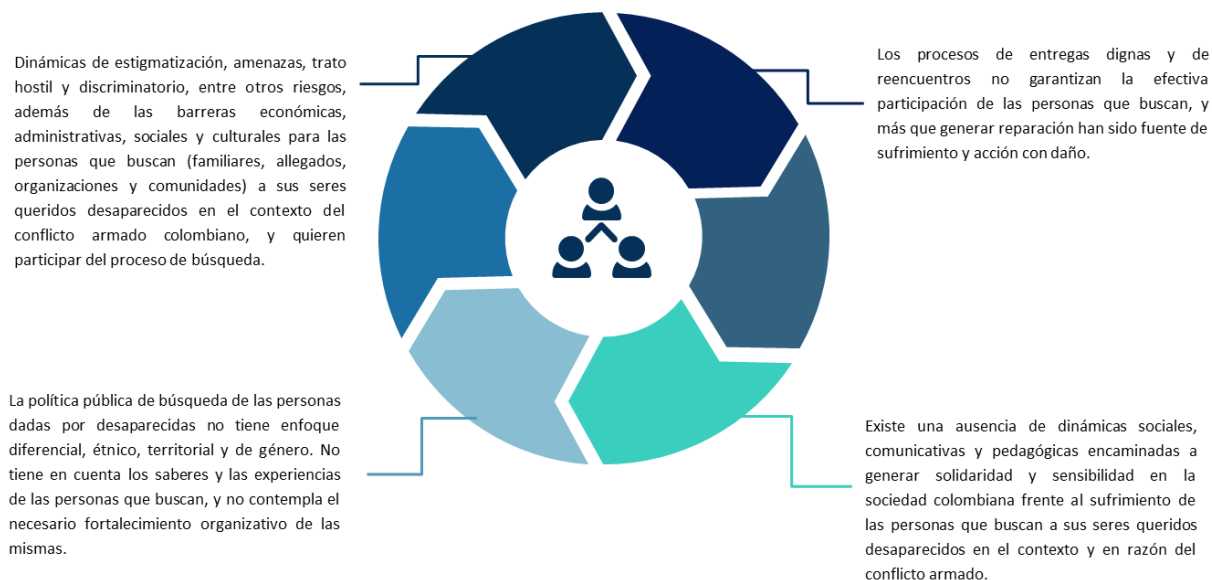 Dinámicas de estigmatización, amenazas, trato
hostil y discriminatorio, entre otros riesgos,
además de las barreras económicas,
administrativas, sociales y culturales para las
personas que buscan (familiares, allegados,
organizaciones y comunidades) a sus seres
queridos desaparecidos en el contexto del
conflicto armado colombiano, y quieren
participar del proceso de búsqueda.
Los procesos de entregas dignas y de
reencuentros no garantizan la efectiva
participación de las personas que buscan, y
más que generar reparación han sido fuente de
sufrimiento y acción con daño.
La política pública de búsqueda de las personas
dadas por desaparecidas no tiene enfoque
diferencial, étnico, territorial y de género. No
tiene en cuenta los saberes y las experiencias
de las personas que buscan, y no contempla el
necesario fortalecimiento organizativo de las
mismas.
Existe una ausencia de dinámicas sociales,
comunicativas y pedagógicas encaminadas a
generar solidaridad y sensibilidad en la
sociedad colombiana frente al sufrimiento de
las personas que buscan a sus seres queridos
desaparecidos en el contexto y en razón del
conflicto armado.